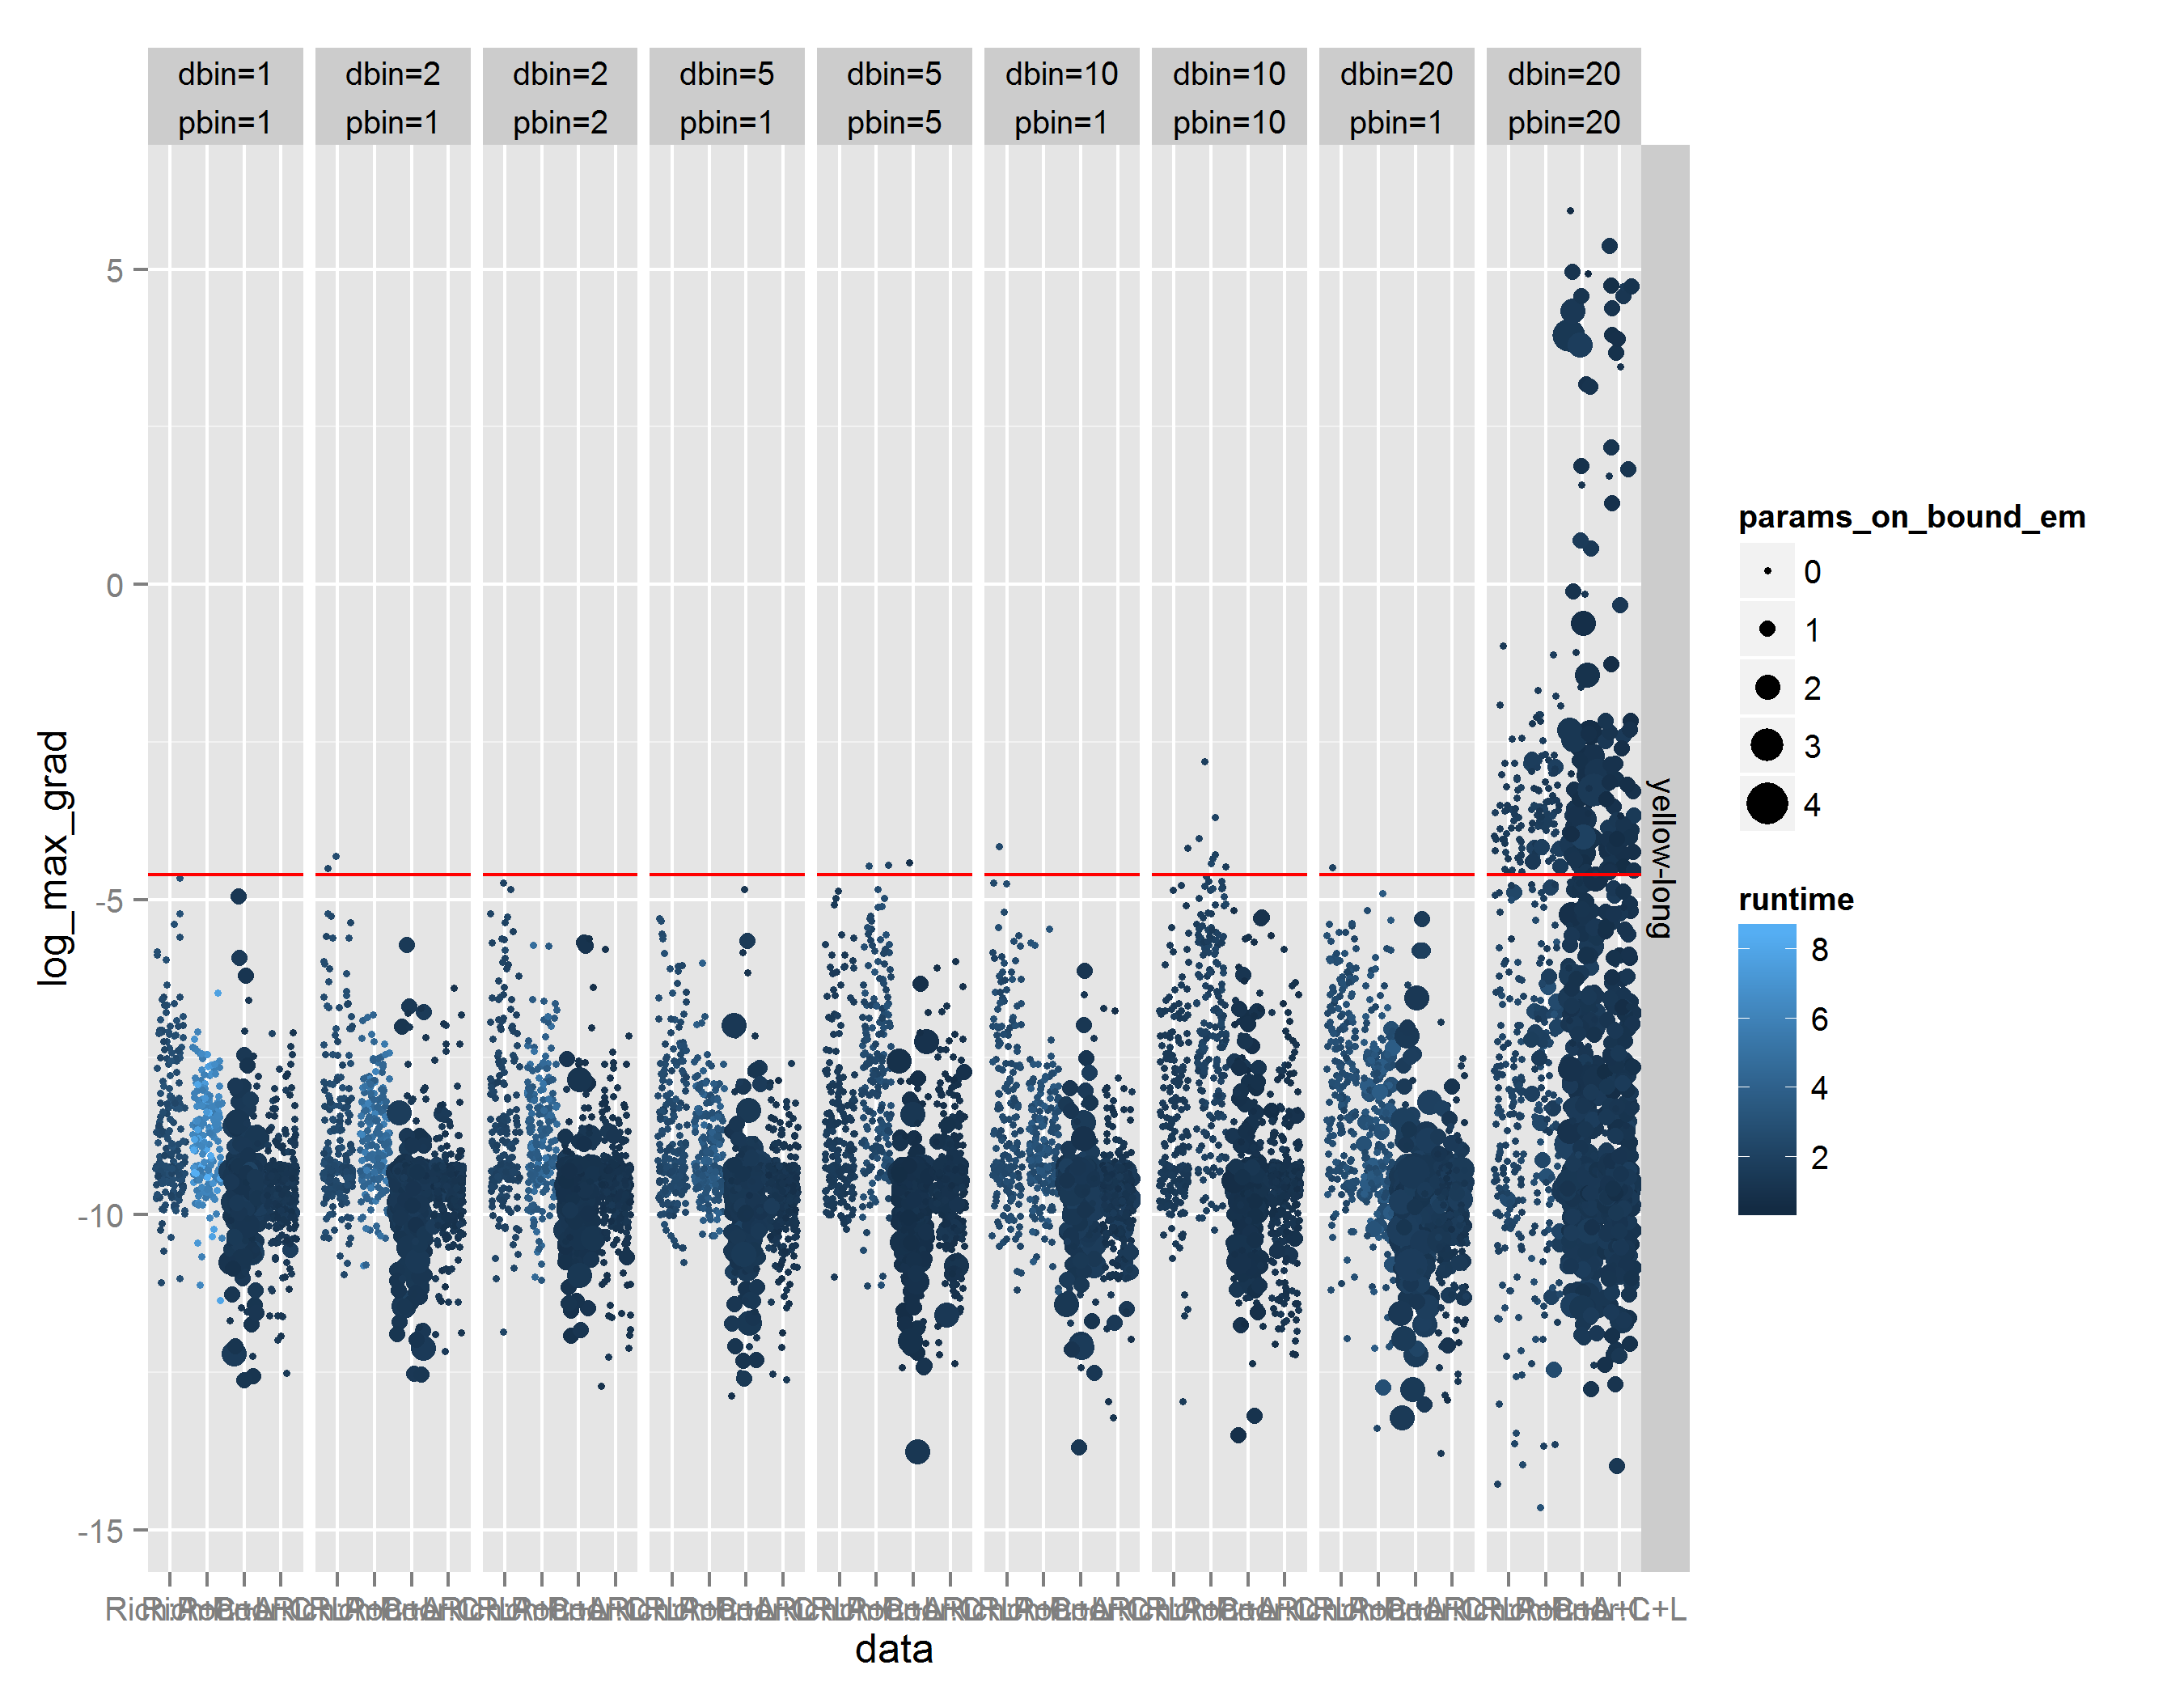 dbin=1 dbin=2 dbin=2 dbin=5 dbin=5 dbin=10 dbin=10 dbin=20 dbin=20
pbin=1 pbin=1 pbin=2 pbin=1 pbin=5 pbin=1 pbin=10 pbin=1 pbin=20
5
0
-5
-10
-15
log_max_grad
yellow-long
data
params_on_bound_em
0
1
2
3
4
runtime
8
6
4
2